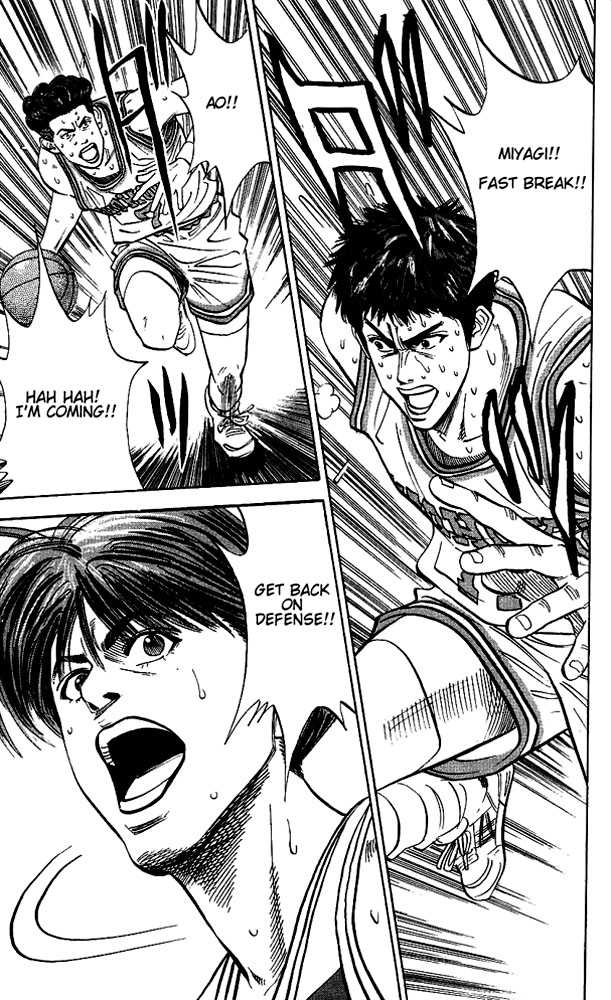 MIYAGI!!
FAST BREAK!!
AO!!
HAH HAH!
I'M COMING!!
GET BACK
ON
DEFENSE!!